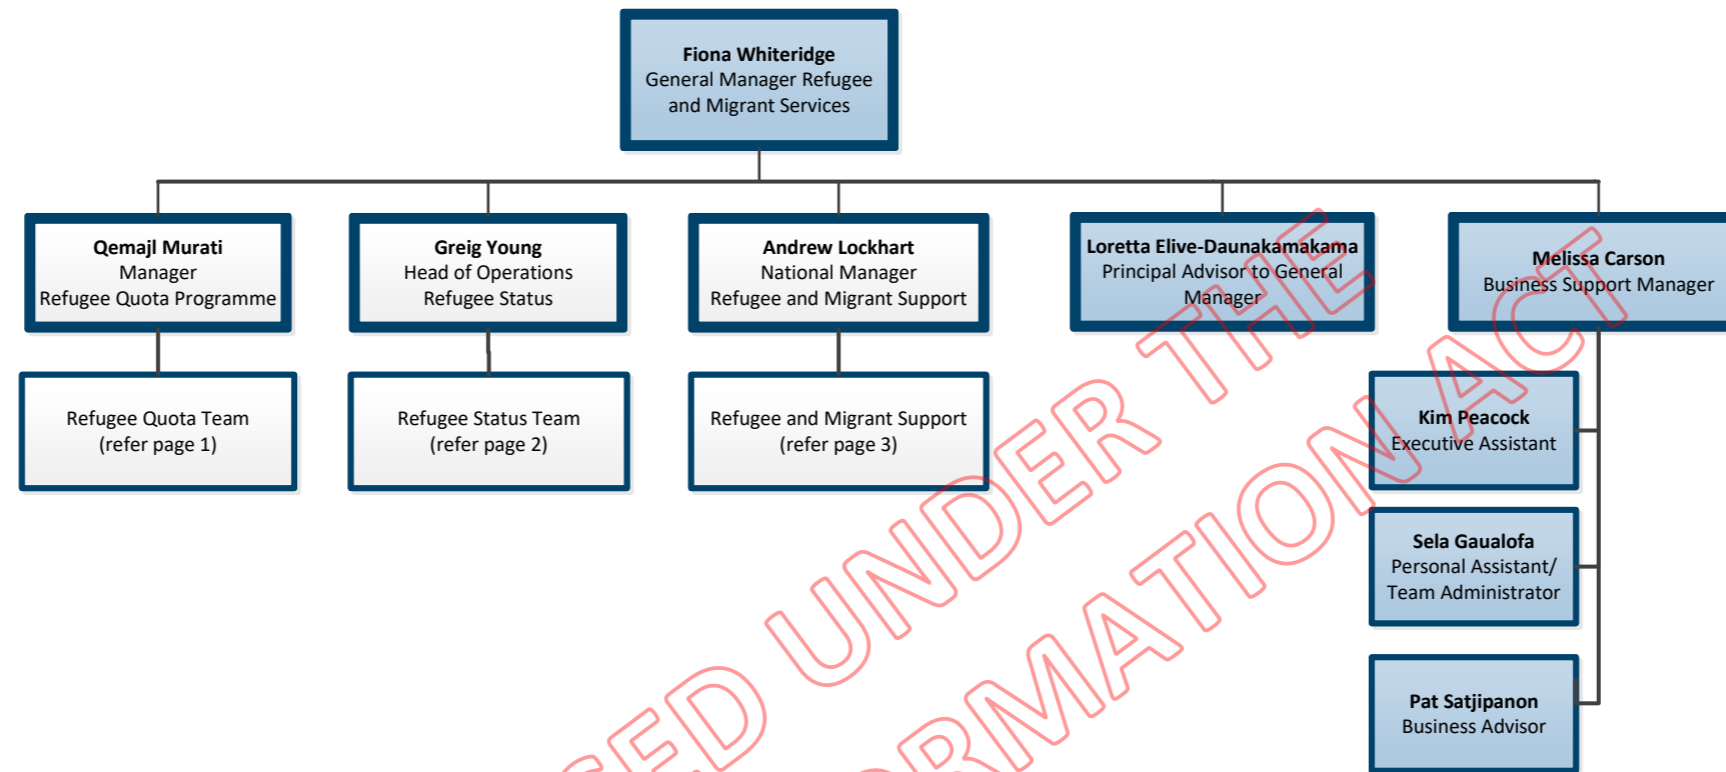 Fiona Whiteridge
General Manager Refugee
and Migrant Services
Qemajl Murati
Manager
Refugee Quota Programme
Greig Young
Head of Operations
Refugee Status
Andrew Lockhart
National Manager
Refugee and Migrant Support
Loretta Elive-Daunakamakama
Principal Advisor to General
Manager
Melissa Carson
Business Support Manager
Refugee Quota Team
(refer page 1)
Refugee Status Team
(refer page 2)
Refugee and Migrant Support
(refer page 3)
Kim Peacock
Executive Assistant
Sela Gaualofa
Personal Assistant/
Team Administrator
Pat Satjipanon
Business Advisor
SED UNDER THE
RMATION ACT